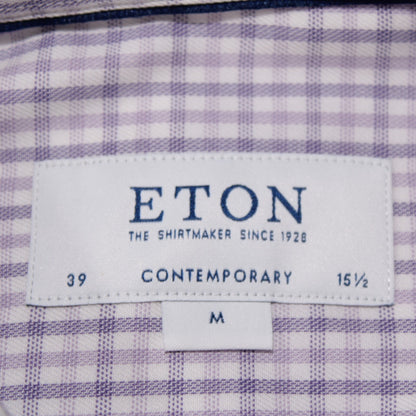 ETON
THE SHIRTMAKER SINCE 1928
39 CONTEMPORARY 15½
M